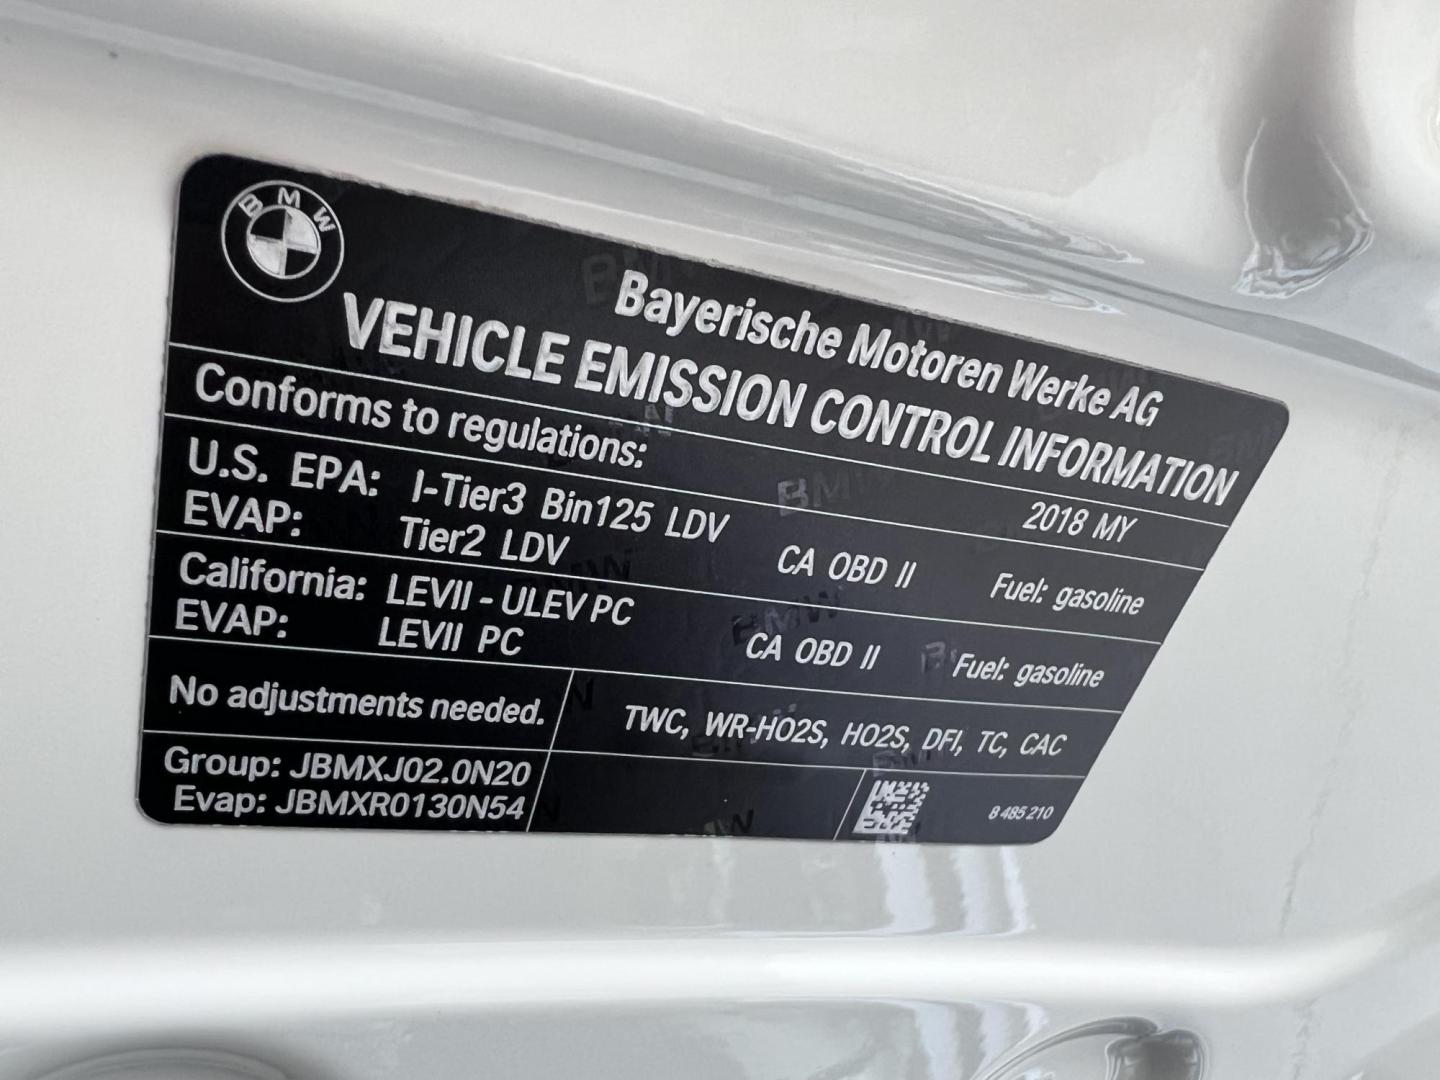 BMW
Bayerische Motoren Werke AG
VEHICLE EMISSION CONTROL INFORMATION
Conforms to regulations: 2018 MY
U.S. EPA: I-Tier3 Bin125 LDV CA OBD II Fuel: gasoline
EVAP: Tier2 LDV
California: LEVII - ULEV PC CA OBD II Fuel: gasoline
EVAP: LEVII PC
No adjustments needed. TWC, WR-HO2S, HO2S, DFI, TC, CAC
Group: JBMXJ02.0N20
Evap: JBMXR0130N54
8 485 210